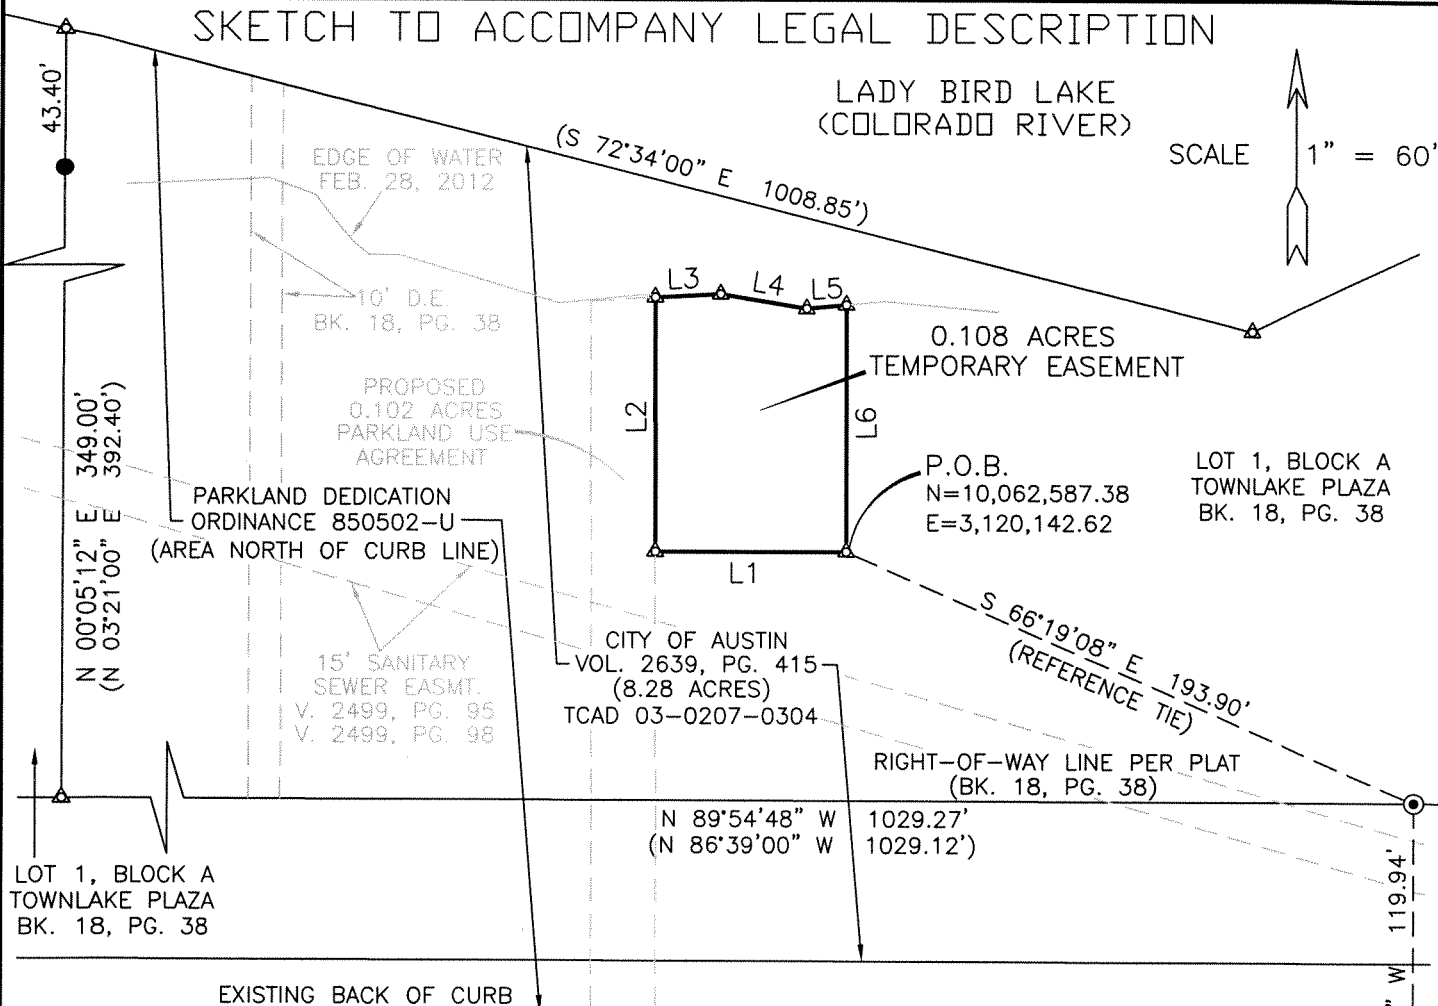 SKETCH TO ACCOMPANY LEGAL DESCRIPTION
LADY BIRD LAKE
(COLORADO RIVER)
SCALE 1" = 60'
43.40'
(S 72°34'00" E 1008.85')
EDGE OF WATER
FEB. 28, 2012
10' D.E.
BK. 18, PG. 38
L3
L4
L5
0.108 ACRES
TEMPORARY EASEMENT
PROPOSED
0.102 ACRES
PARKLAND USE
AGREEMENT
L2
L6
N 00°05'12" E 349.00'
(N 03°21'00" E 392.40')
P.O.B.
N=10,062,587.38
E=3,120,142.62
LOT 1, BLOCK A
TOWNLAKE PLAZA
BK. 18, PG. 38
PARKLAND DEDICATION
ORDINANCE 850502-U
(AREA NORTH OF CURB LINE)
L1
S 66°19'08" E 193.90'
(REFERENCE TIE)
15' SANITARY
SEWER EASMT.
V. 2499, PG. 95
V. 2499, PG. 98
CITY OF AUSTIN
VOL. 2639, PG. 415
(8.28 ACRES)
TCAD 03-0207-0304
RIGHT-OF-WAY LINE PER PLAT
(BK. 18, PG. 38)
N 89°54'48" W 1029.27'
(N 86°39'00" W 1029.12')
LOT 1, BLOCK A
TOWNLAKE PLAZA
BK. 18, PG. 38
" W 119.94'
EXISTING BACK OF CURB